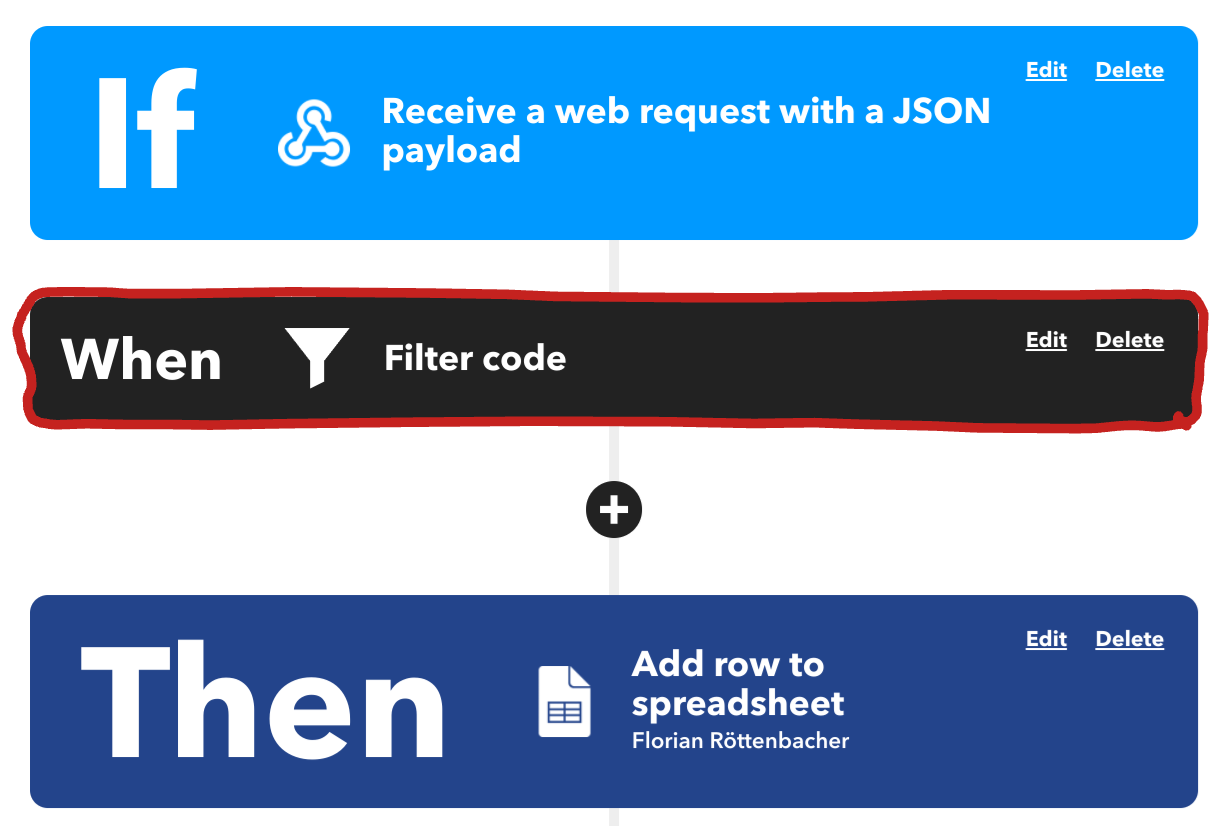 If
Receive a web request with a JSON
payload
Edit Delete
When
Filter code
Edit Delete
Then
Add row to
spreadsheet
Florian Röttenbacher
Edit Delete